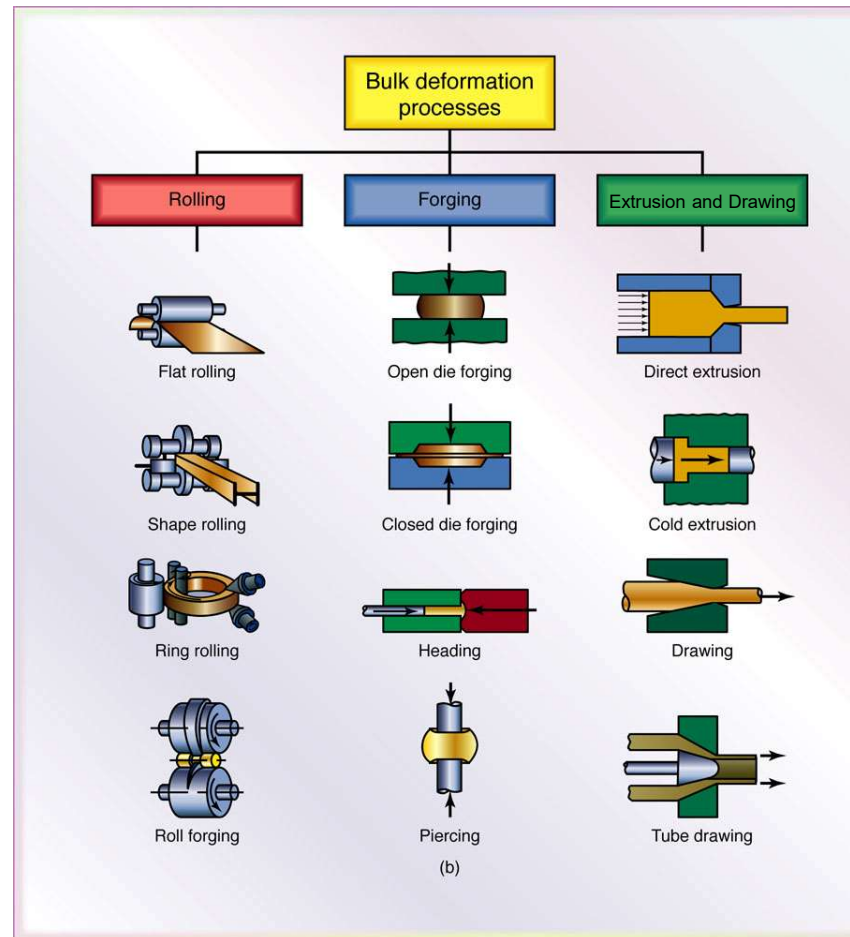 Bulk deformation
processes
Rolling
Forging
Extrusion and Drawing
Flat rolling
Open die forging
Direct extrusion
Shape rolling
Closed die forging
Cold extrusion
Ring rolling
Heading
Drawing
Roll forging
Piercing
Tube drawing
(b)